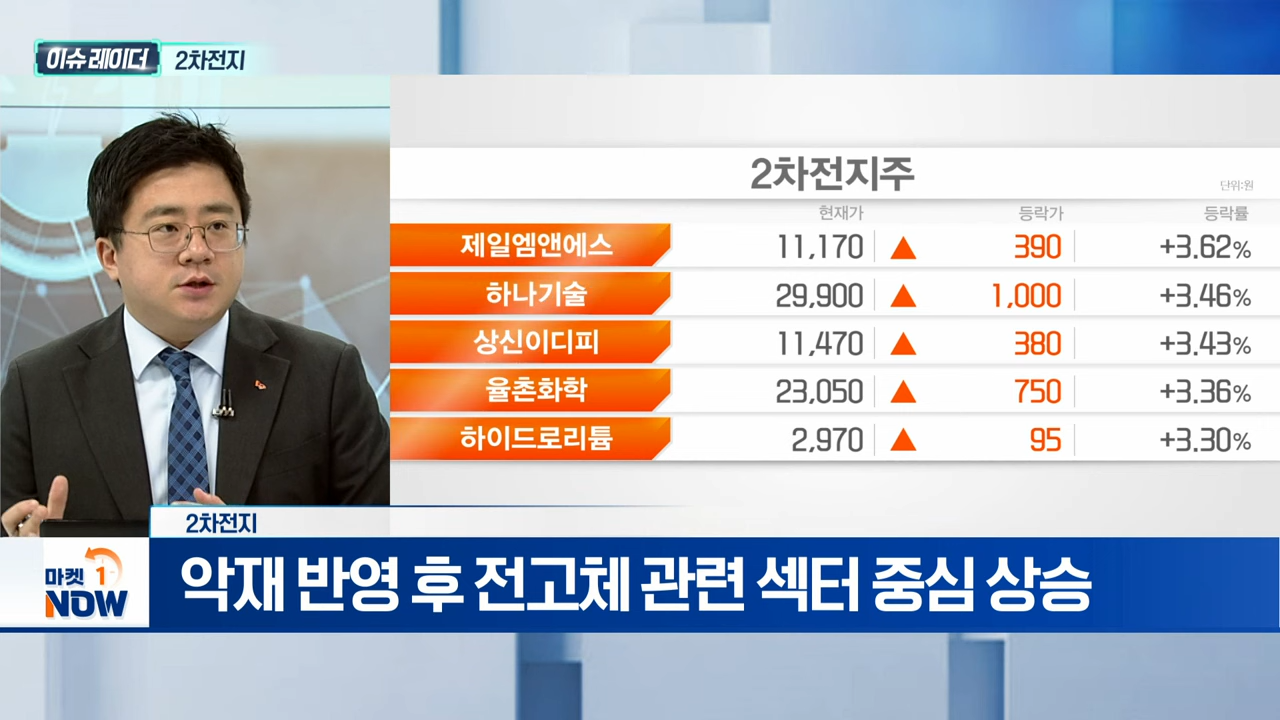 이슈 레이더 2차전지
2차전지주
단위:원
현재가 등락가 등락률
제일엠앤에스 11,170 ▲ 390 +3.62%
하나기술 29,900 ▲ 1,000 +3.46%
상신이디피 11,470 ▲ 380 +3.43%
율촌화학 23,050 ▲ 750 +3.36%
하이드로리튬 2,970 ▲ 95 +3.30%
2차전지
마켓 1
NOW
악재 반영 후 전고체 관련 섹터 중심 상승